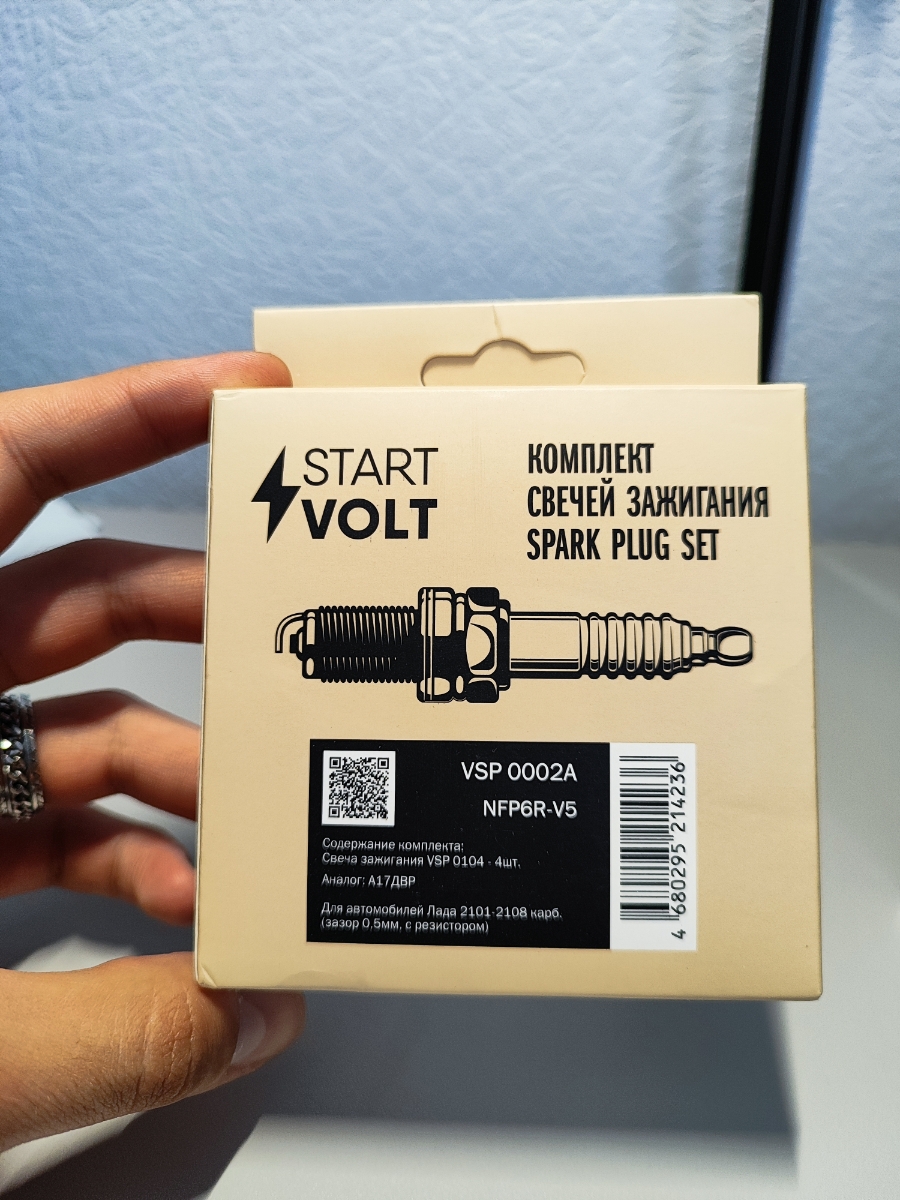 START
VOLT
КОМПЛЕКТ
СВЕЧЕЙ ЗАЖИГАНИЯ
SPARK PLUG SET
VSP 0002A
NFP6R-V5
Содержание комплекта:
Свеча зажигания VSP 0104 - 4шт.
Аналог: А17ДВР
Для автомобилей Лада 2101-2108 карб.
(зазор 0,5мм, с резистором)
4 680295 214236